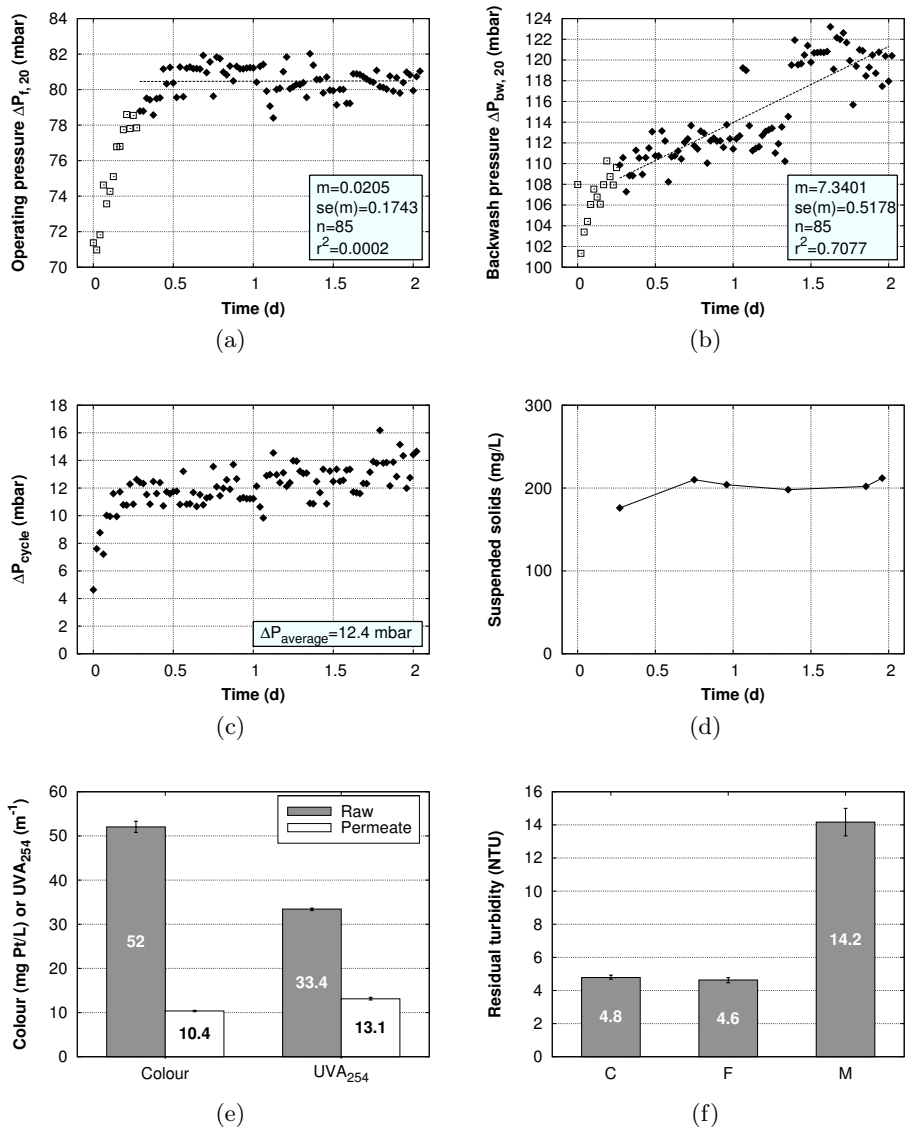 Operating pressure ΔP_f, 20 (mbar)
84
82
80
78
76
74
72
70
m=0.0205
se(m)=0.1743
n=85
r²=0.0002
0 0.5 1 1.5 2
Time (d)
(a)
Backwash pressure ΔP_bw, 20 (mbar)
124
122
120
118
116
114
112
110
108
106
104
102
100
m=7.3401
se(m)=0.5178
n=85
r²=0.7077
0 0.5 1 1.5 2
Time (d)
(b)
ΔP_cycle (mbar)
18
16
14
12
10
8
6
4
2
0
ΔP_average=12.4 mbar
0 0.5 1 1.5 2
Time (d)
(c)
Suspended solids (mg/L)
300
200
100
0
0 0.5 1 1.5 2
Time (d)
(d)
Colour (mg Pt/L) or UVA_254 (m⁻¹)
60
50
40
30
20
10
0
Raw
Permeate
52
10.4
33.4
13.1
Colour UVA_254
(e)
Residual turbidity (NTU)
16
14
12
10
8
6
4
2
0
4.8
4.6
14.2
C F M
(f)